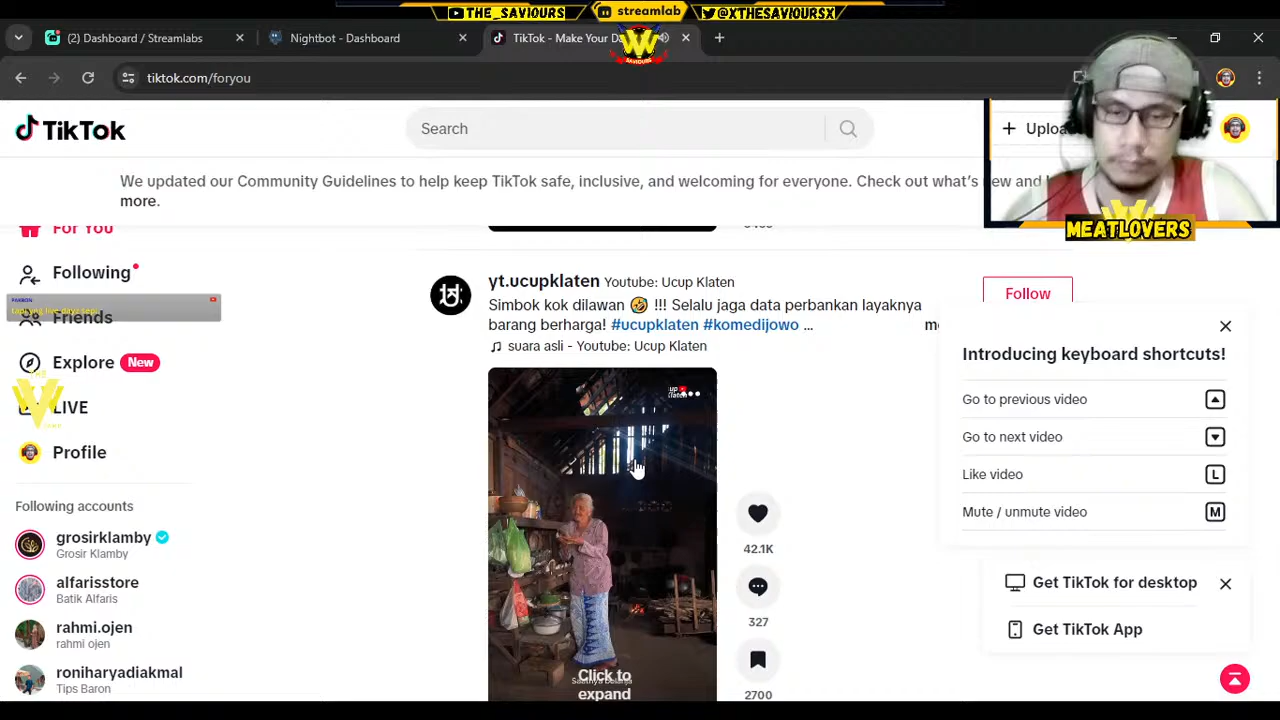 THE_SAVIOURS
streamlab
@XTHESAVIOURSX
(2) Dashboard / Streamlabs
Nightbot - Dashboard
TikTok - Make Your D
SAVIOURS
tiktok.com/foryou
TikTok
Search
Uploa
We updated our Community Guidelines to help keep TikTok safe, inclusive, and welcoming for everyone. Check out what's new and
more.
MEATLOVERS
For You
Following
Friends
Explore New
LIVE
Profile
Following accounts
grosirklamby
Grosir Klamby
alfarisstore
Batik Alfaris
rahmi.ojen
rahmi ojen
roniharyadiakmal
Tips Baron
yt.ucupklaten Youtube: Ucup Klaten
Simbok kok dilawan 🤣 !!! Selalu jaga data perbankan layaknya
barang berharga! #ucupklaten #komedijowo ...
suara asli - Youtube: Ucup Klaten
Click to
expand
42.1K
327
2700
Follow
Introducing keyboard shortcuts!
Go to previous video
Go to next video
Like video L
Mute / unmute video M
Get TikTok for desktop
Get TikTok App